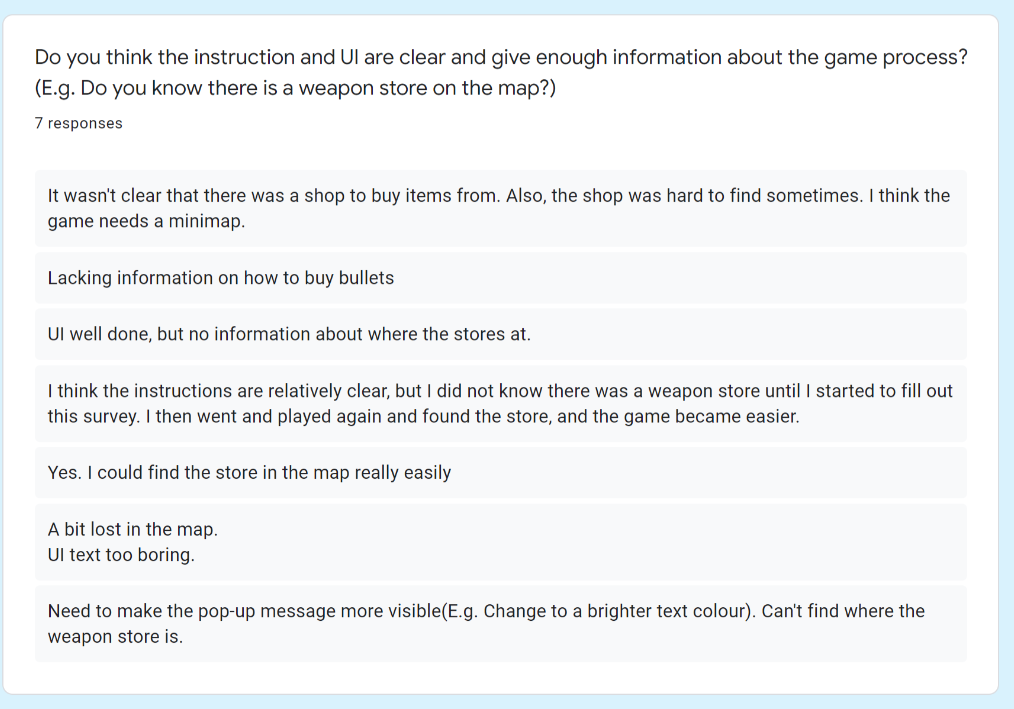 Do you think the instruction and UI are clear and give enough information about the game process?
(E.g. Do you know there is a weapon store on the map?)
7 responses
It wasn't clear that there was a shop to buy items from. Also, the shop was hard to find sometimes. I think the
game needs a minimap.
Lacking information on how to buy bullets
UI well done, but no information about where the stores at.
I think the instructions are relatively clear, but I did not know there was a weapon store until I started to fill out
this survey. I then went and played again and found the store, and the game became easier.
Yes. I could find the store in the map really easily
A bit lost in the map.
UI text too boring.
Need to make the pop-up message more visible(E.g. Change to a brighter text colour). Can't find where the
weapon store is.